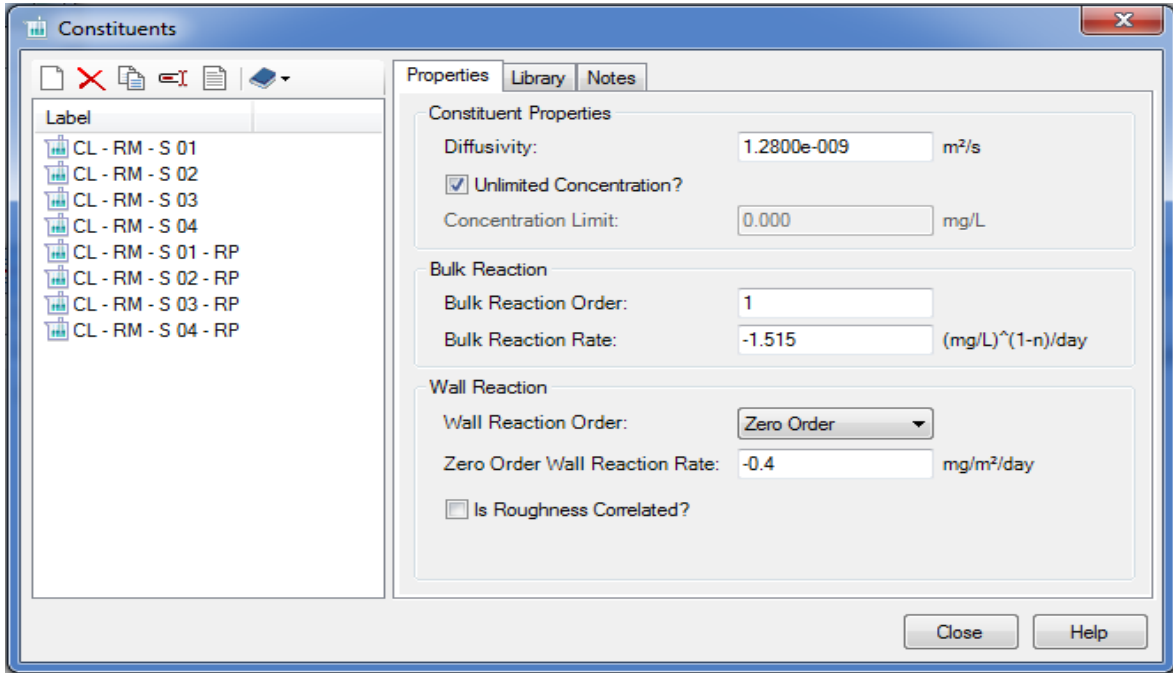 Constituents
Label
CL - RM - S 01
CL - RM - S 02
CL - RM - S 03
CL - RM - S 04
CL - RM - S 01 - RP
CL - RM - S 02 - RP
CL - RM - S 03 - RP
CL - RM - S 04 - RP
Properties Library Notes
Constituent Properties
Diffusivity: 1.2800e-009 m²/s
Unlimited Concentration?
Concentration Limit: 0.000 mg/L
Bulk Reaction
Bulk Reaction Order: 1
Bulk Reaction Rate: -1.515 (mg/L)^(1-n)/day
Wall Reaction
Wall Reaction Order: Zero Order
Zero Order Wall Reaction Rate: -0.4 mg/m²/day
Is Roughness Correlated?
Close Help